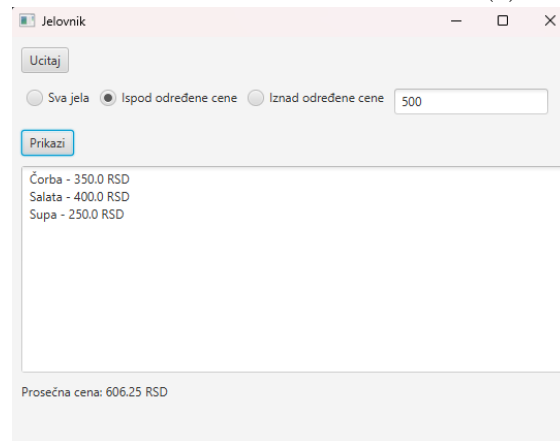 Jelovnik
Ucitaj
Sva jela Ispod određene cene Iznad određene cene 500
Prikazi
Čorba - 350.0 RSD
Salata - 400.0 RSD
Supa - 250.0 RSD
Prosečna cena: 606.25 RSD